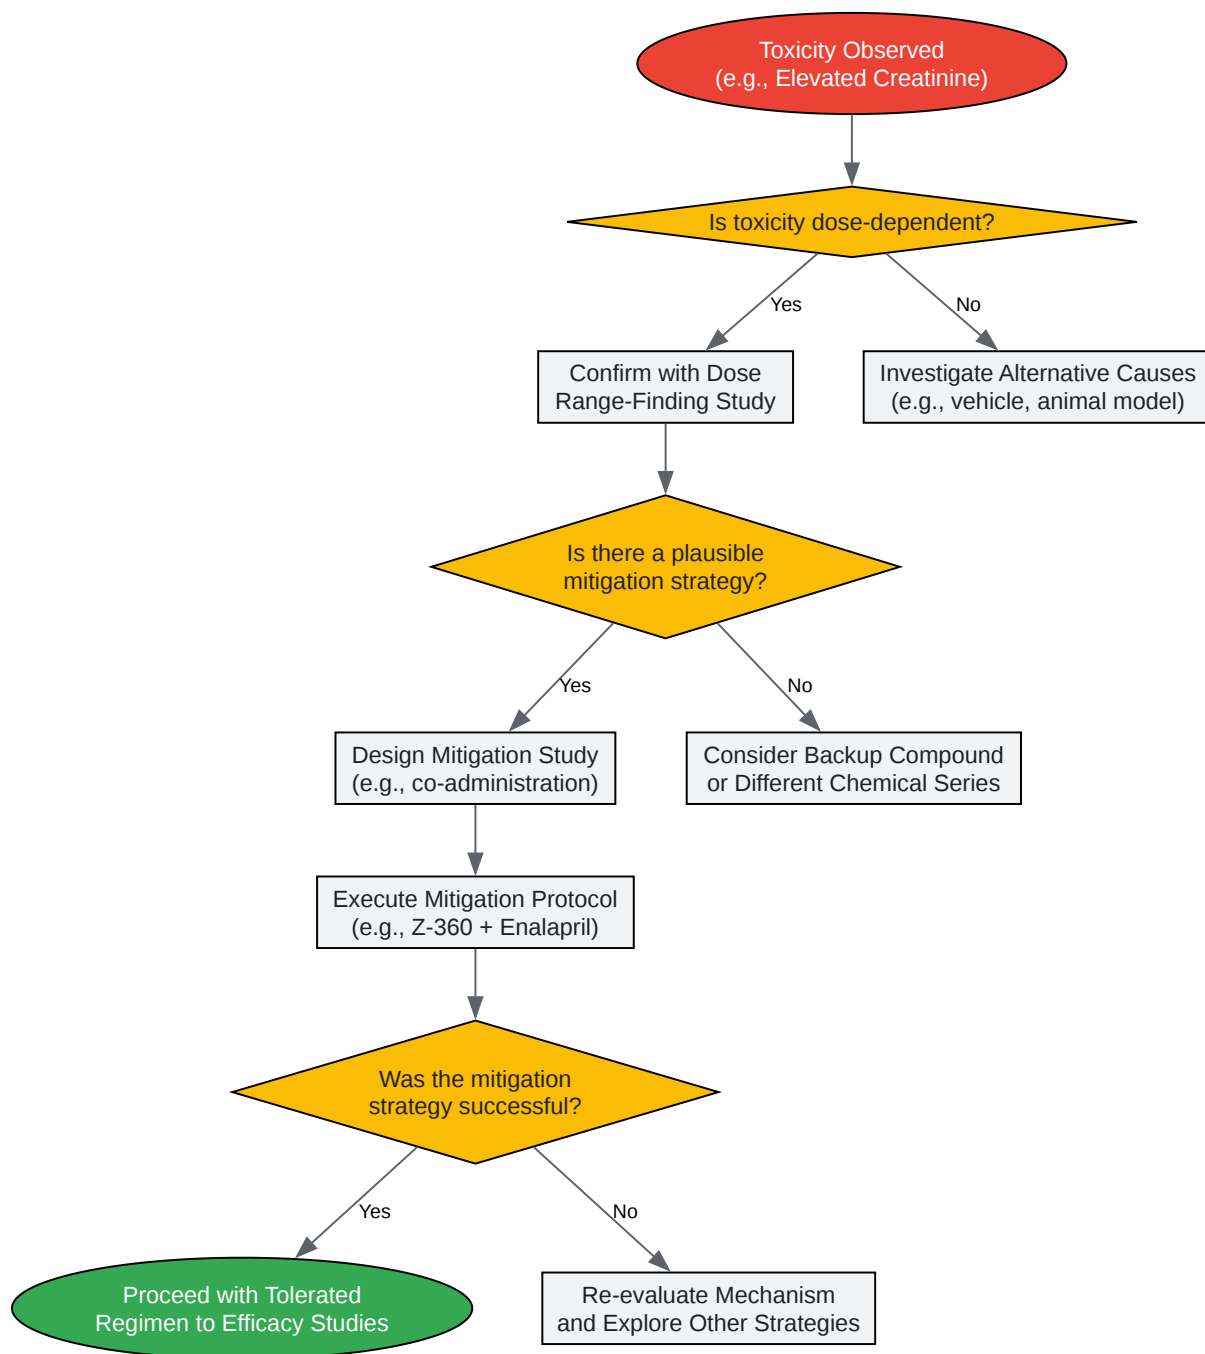 Toxicity Observed
(e.g., Elevated Creatinine)
Is toxicity dose-dependent?
Yes
No
Confirm with Dose
Range-Finding Study
Investigate Alternative Causes
(e.g., vehicle, animal model)
Is there a plausible
mitigation strategy?
Yes
No
Design Mitigation Study
(e.g., co-administration)
Consider Backup Compound
or Different Chemical Series
Execute Mitigation Protocol
(e.g., Z-360 + Enalapril)
Was the mitigation
strategy successful?
Yes
No
Proceed with Tolerated
Regimen to Efficacy Studies
Re-evaluate Mechanism
and Explore Other Strategies